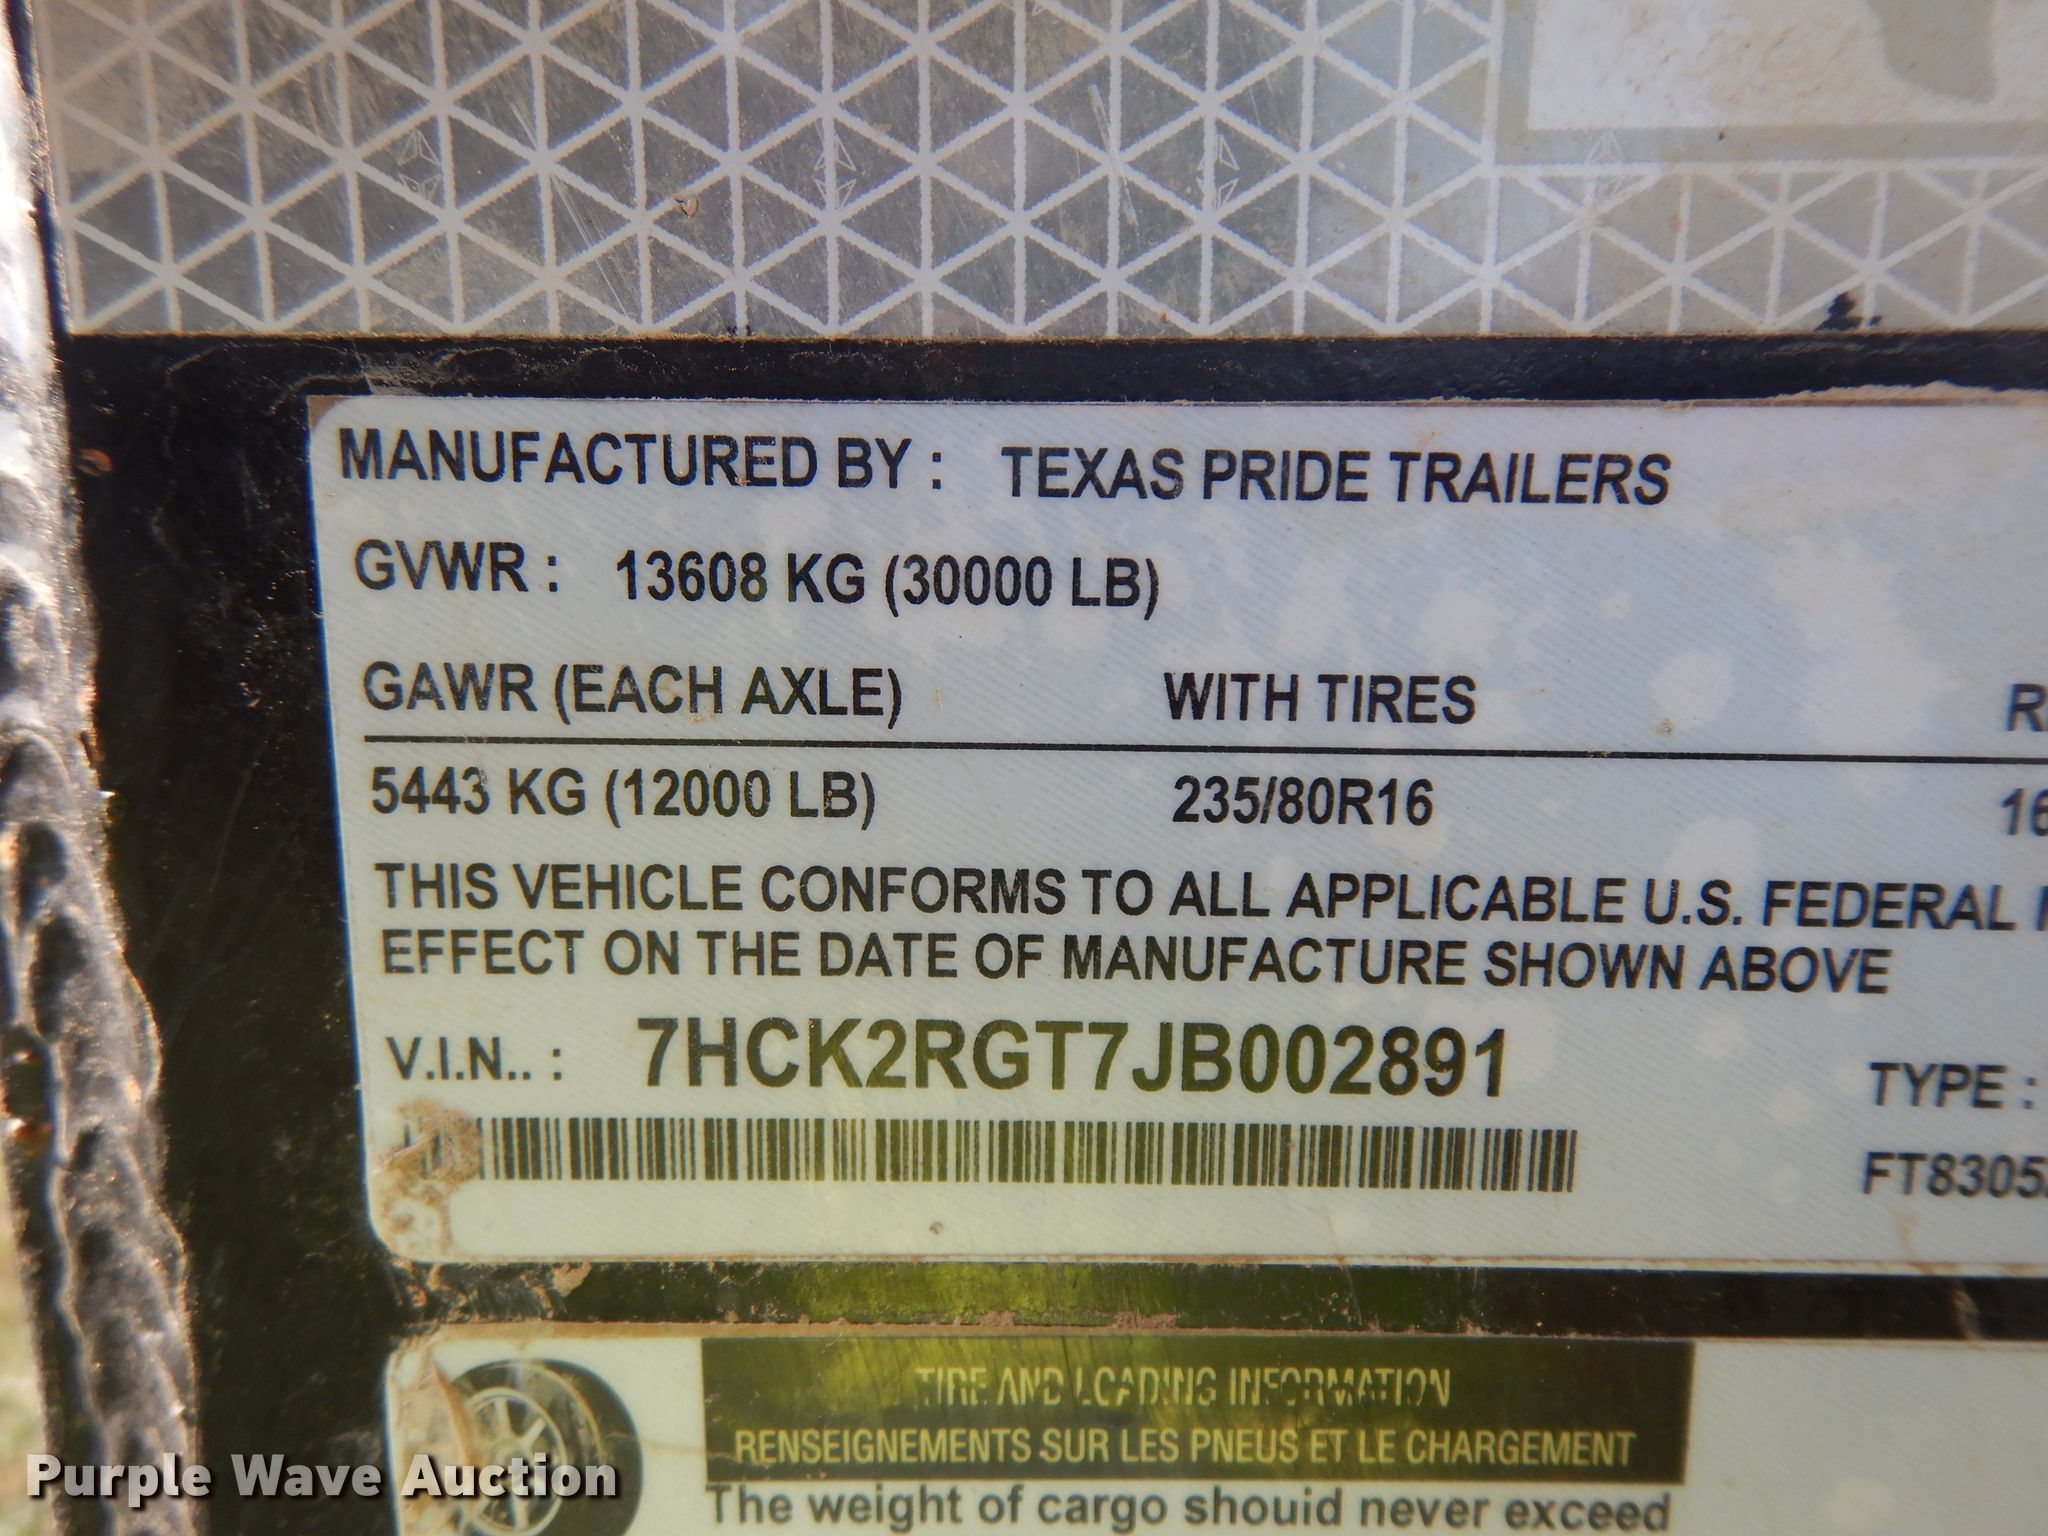 MANUFACTURED BY : TEXAS PRIDE TRAILERS
GVWR : 13608 KG (30000 LB)
GAWR (EACH AXLE) WITH TIRES
5443 KG (12000 LB) 235/80R16 16
THIS VEHICLE CONFORMS TO ALL APPLICABLE U.S. FEDERAL
EFFECT ON THE DATE OF MANUFACTURE SHOWN ABOVE
V.I.N.. : 7HCK2RGT7JB002891
TYPE :
FT8305
TIRE AND LOADING INFORMATION
RENSEIGNEMENTS SUR LES PNEUS ET LE CHARGEMENT
The weight of cargo shouid never exceed
Purple Wave Auction